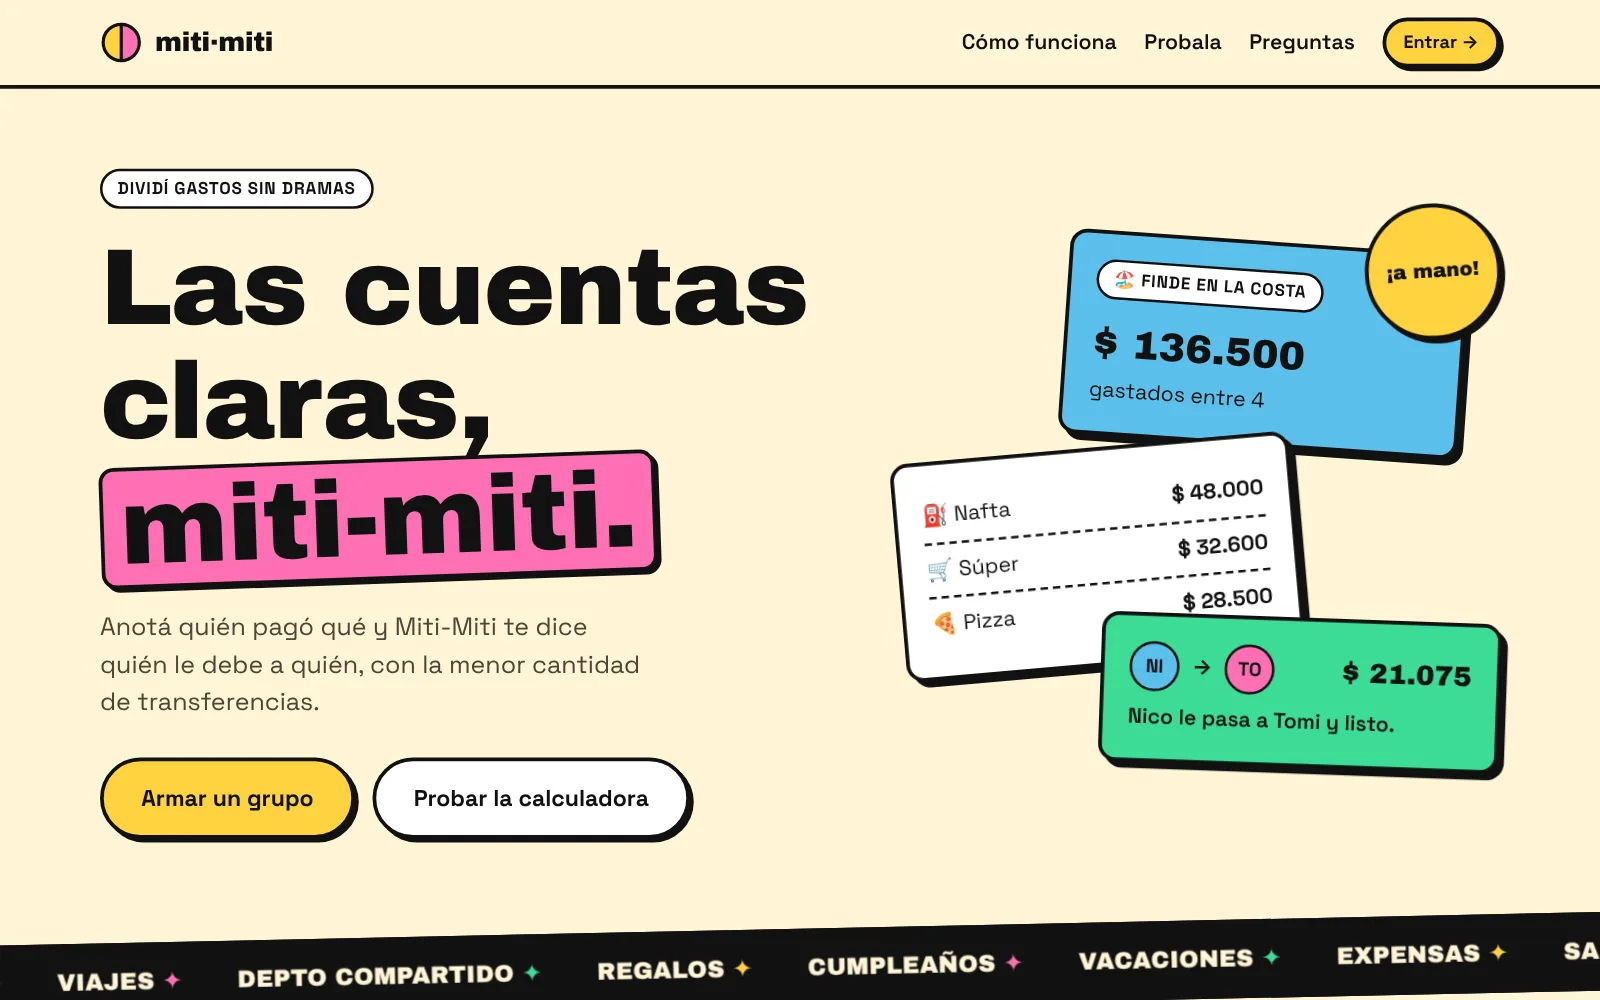 miti·miti
Cómo funciona
Probala
Preguntas
Entrar →
DIVIDÍ GASTOS SIN DRAMAS
Las cuentas
claras,
miti-miti.
Anotá quién pagó qué y Miti-Miti te dice
quién le debe a quién, con la menor cantidad
de transferencias.
Armar un grupo
Probar la calculadora
¡a mano!
🏖️ FINDE EN LA COSTA
$ 136.500
gastados entre 4
⛽ Nafta $ 48.000
🛒 Súper $ 32.600
🍕 Pizza $ 28.500
NI → TO $ 21.075
Nico le pasa a Tomi y listo.
VIAJES ✦ DEPTO COMPARTIDO ✦ REGALOS ✦ CUMPLEAÑOS ✦ VACACIONES ✦ EXPENSAS ✦ SA